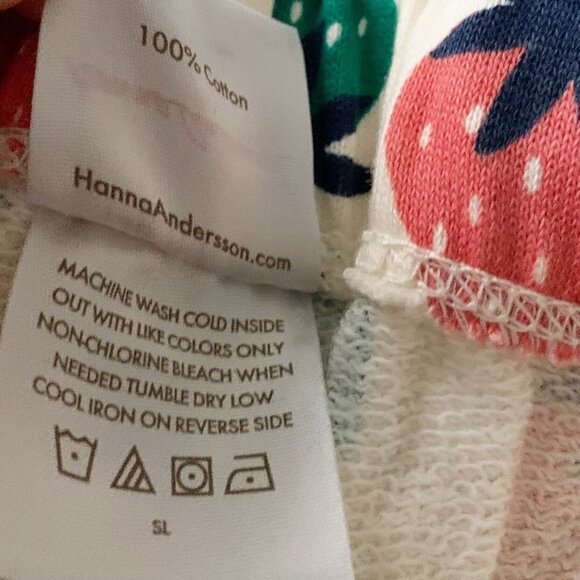 100% Cotton
HannaAndersson.com
MACHINE WASH COLD INSIDE
OUT WITH LIKE COLORS ONLY
NON-CHLORINE BLEACH WHEN
NEEDED TUMBLE DRY LOW
COOL IRON ON REVERSE SIDE
SL